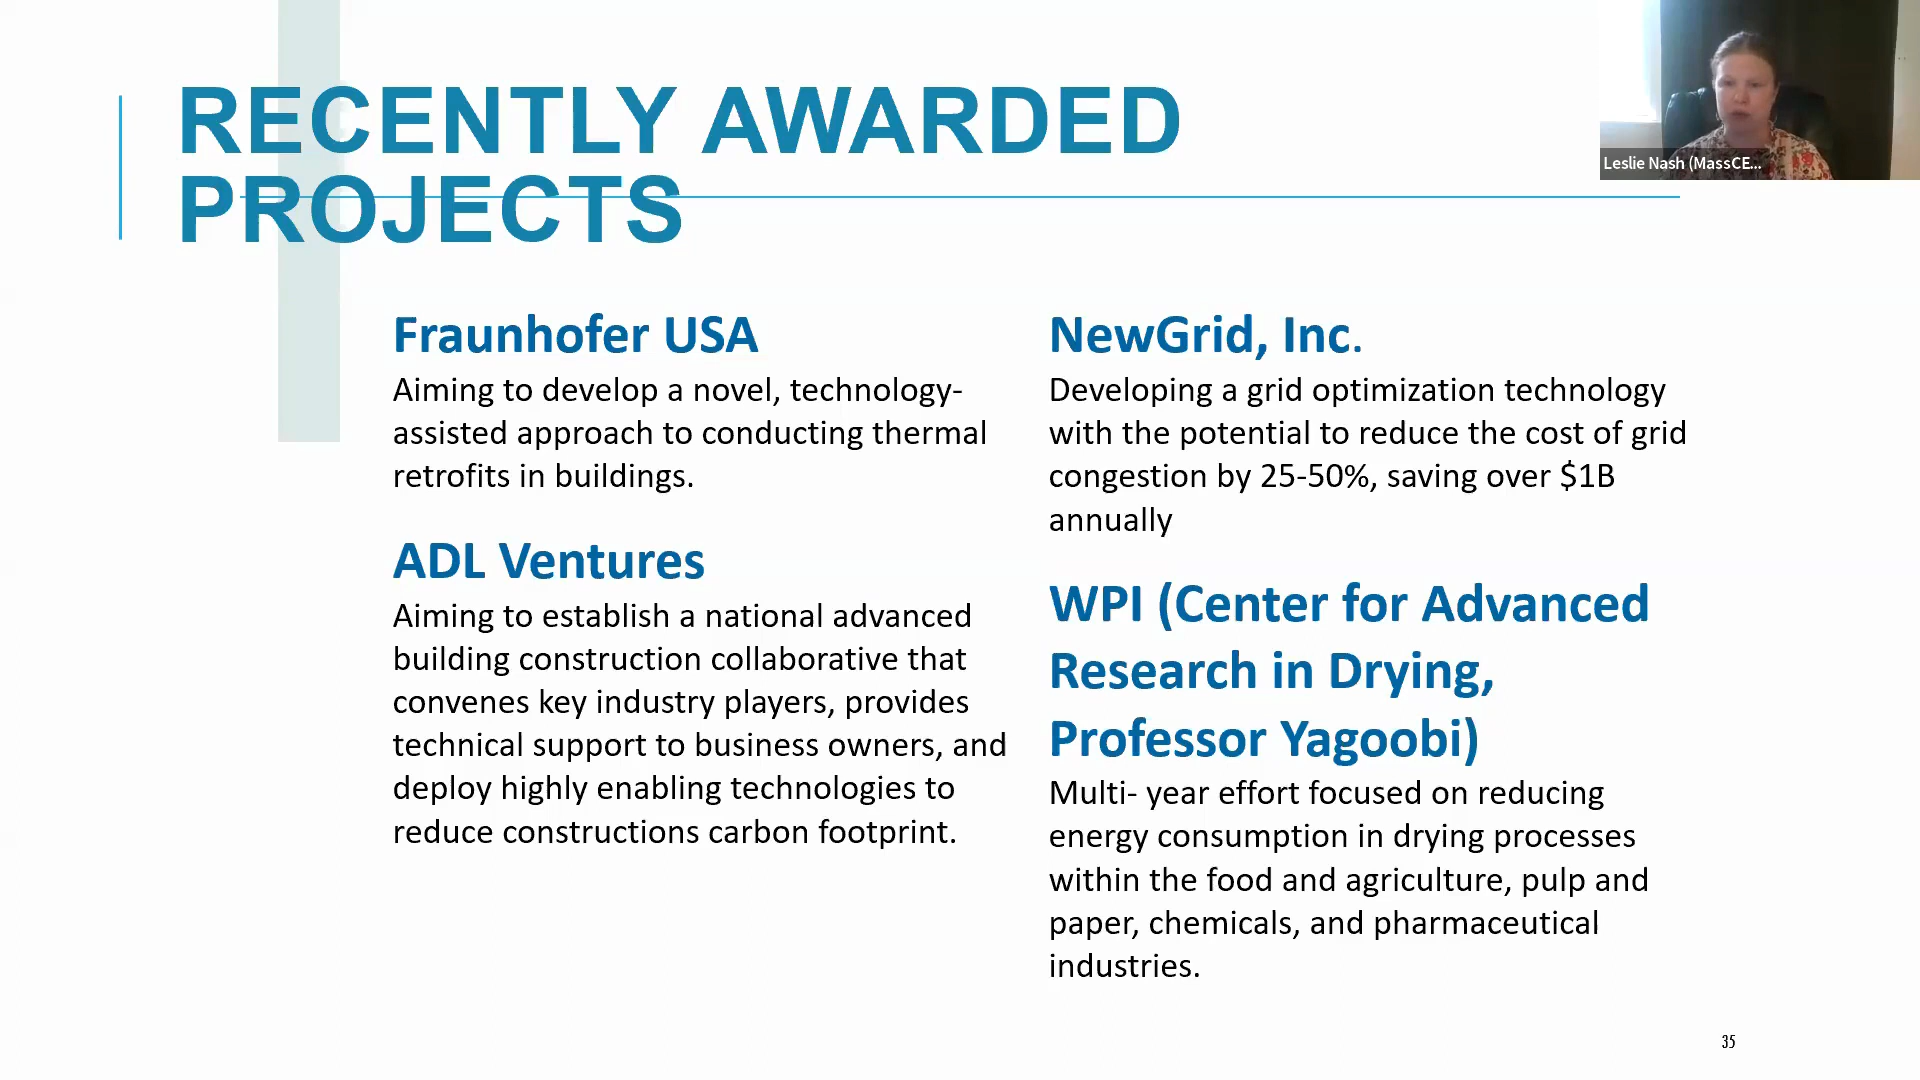 RECENTLY AWARDED
PROJECTS
Leslie Nash (MassCE...
Fraunhofer USA
Aiming to develop a novel, technology-
assisted approach to conducting thermal
retrofits in buildings.
ADL Ventures
Aiming to establish a national advanced
building construction collaborative that
convenes key industry players, provides
technical support to business owners, and
deploy highly enabling technologies to
reduce constructions carbon footprint.
NewGrid, Inc.
Developing a grid optimization technology
with the potential to reduce the cost of grid
congestion by 25-50%, saving over $1B
annually
WPI (Center for Advanced
Research in Drying,
Professor Yagoobi)
Multi- year effort focused on reducing
energy consumption in drying processes
within the food and agriculture, pulp and
paper, chemicals, and pharmaceutical
industries.
35